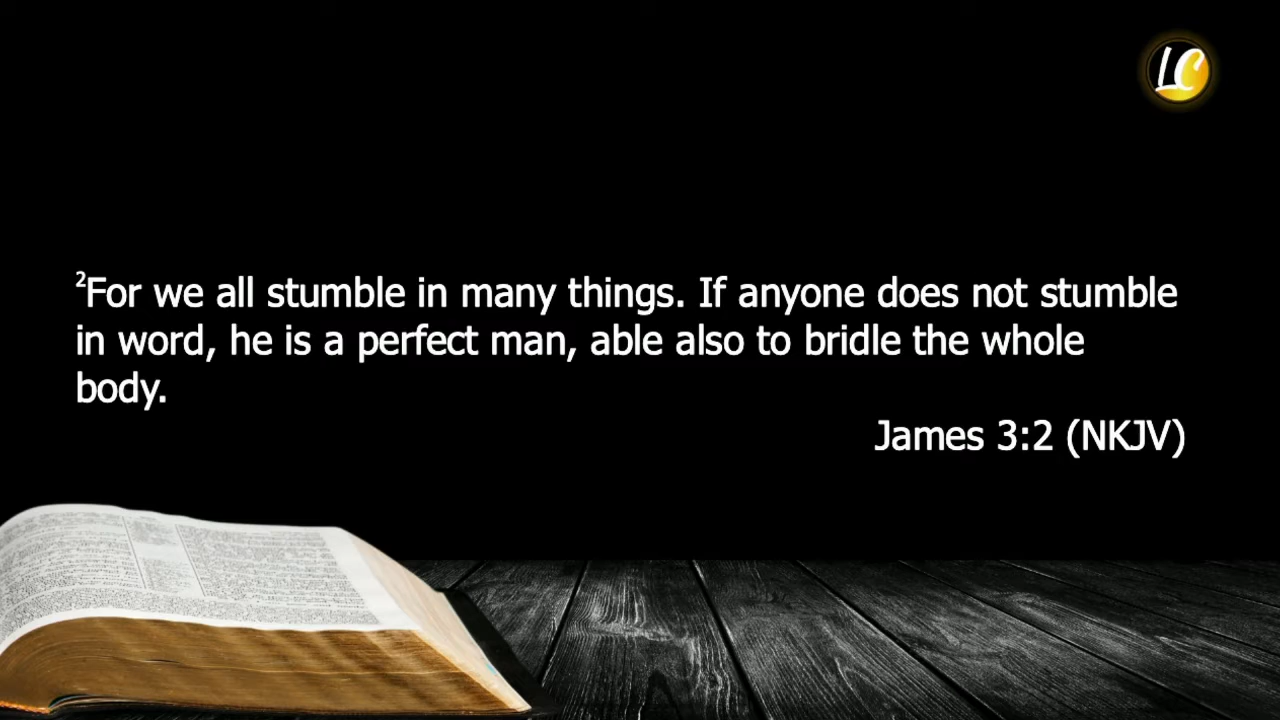 LC
²For we all stumble in many things. If anyone does not stumble
in word, he is a perfect man, able also to bridle the whole
body.
James 3:2 (NKJV)